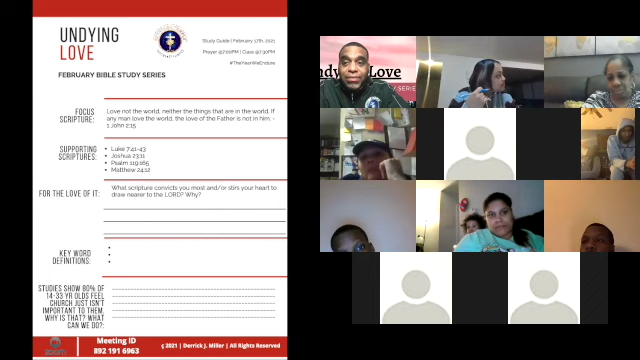 UNDYING
LOVE
Study Guide | February 17th, 2021
Prayer @7:00PM | Class @7:30PM
#TheYearWeEndure
FEBRUARY BIBLE STUDY SERIES
FOCUS
SCRIPTURE:
Love not the world, neither the things that are in the world. If
any man love the world, the love of the Father is not in him. -
1 John 2:15
SUPPORTING
SCRIPTURES:
• Luke 7:41-43
• Joshua 23:11
• Psalm 119:165
• Matthew 24:12
FOR THE LOVE OF IT:
What scripture convicts you most and/or stirs your heart to
draw nearer to the LORD? Why?
KEY WORD
DEFINITIONS:
STUDIES SHOW 80% OF
14-33 YR OLDS FEEL
CHURCH JUST ISN'T
IMPORTANT TO THEM.
WHY IS THAT? WHAT
CAN WE DO?:
zoom
Meeting ID
892 191 6963
© 2021 | Derrick J. Miller | All Rights Reserved
Love